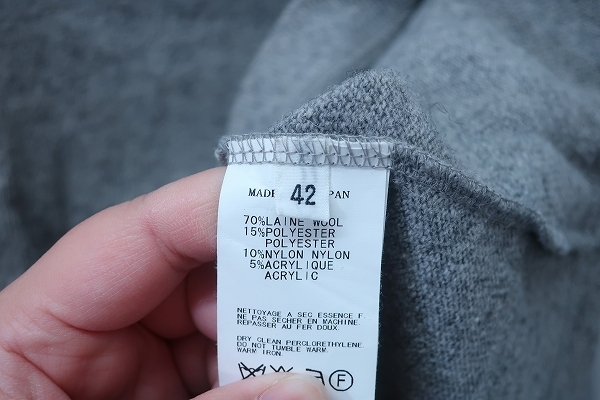 MADE
42
PAN
70%LAINE WOOL
15%POLYESTER
POLYESTER
10%NYLON NYLON
5%ACRYLIQUE
ACRYLIC
NETTOYAGE A SEC ESSENCE F.
NE PAS SECHER EN MACHINE.
REPASSER AU FER DOUX.
DRY CLEAN PERCLORETHYLENE
DO NOT TUMBLE WARM.
WARM IRON.
F